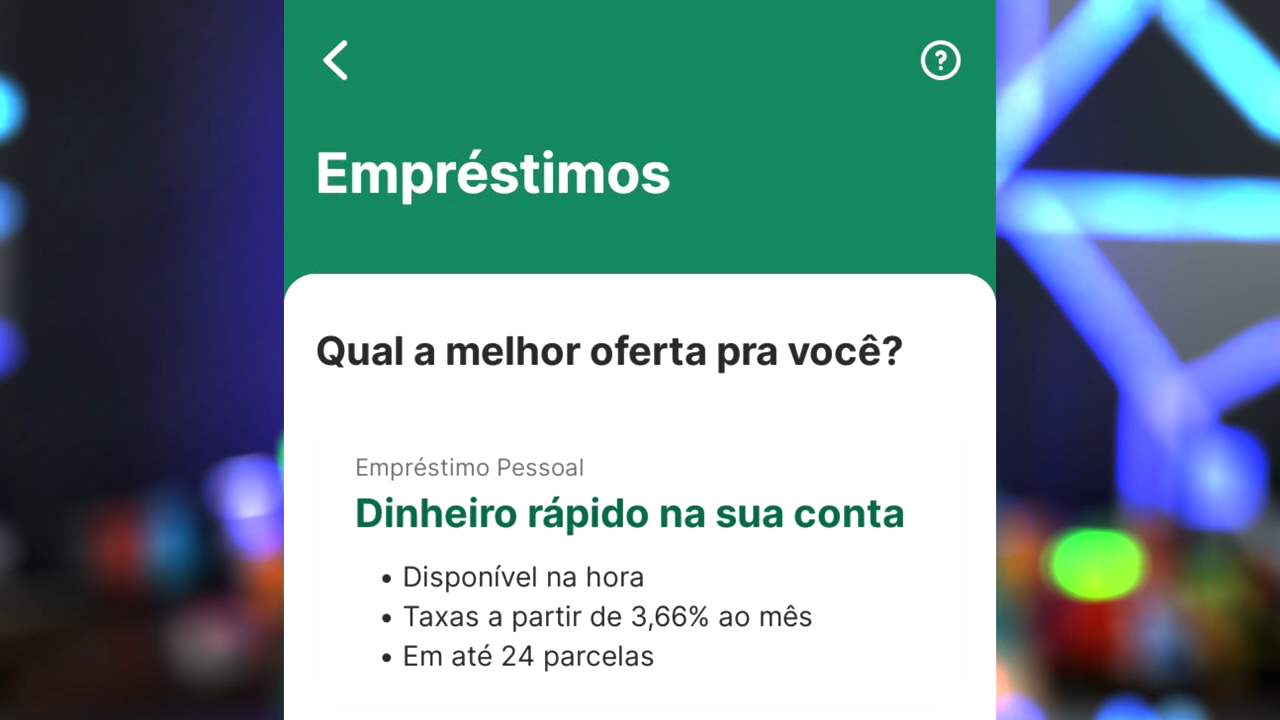 Empréstimos
Qual a melhor oferta pra você?
Empréstimo Pessoal
Dinheiro rápido na sua conta
• Disponível na hora
• Taxas a partir de 3,66% ao mês
• Em até 24 parcelas